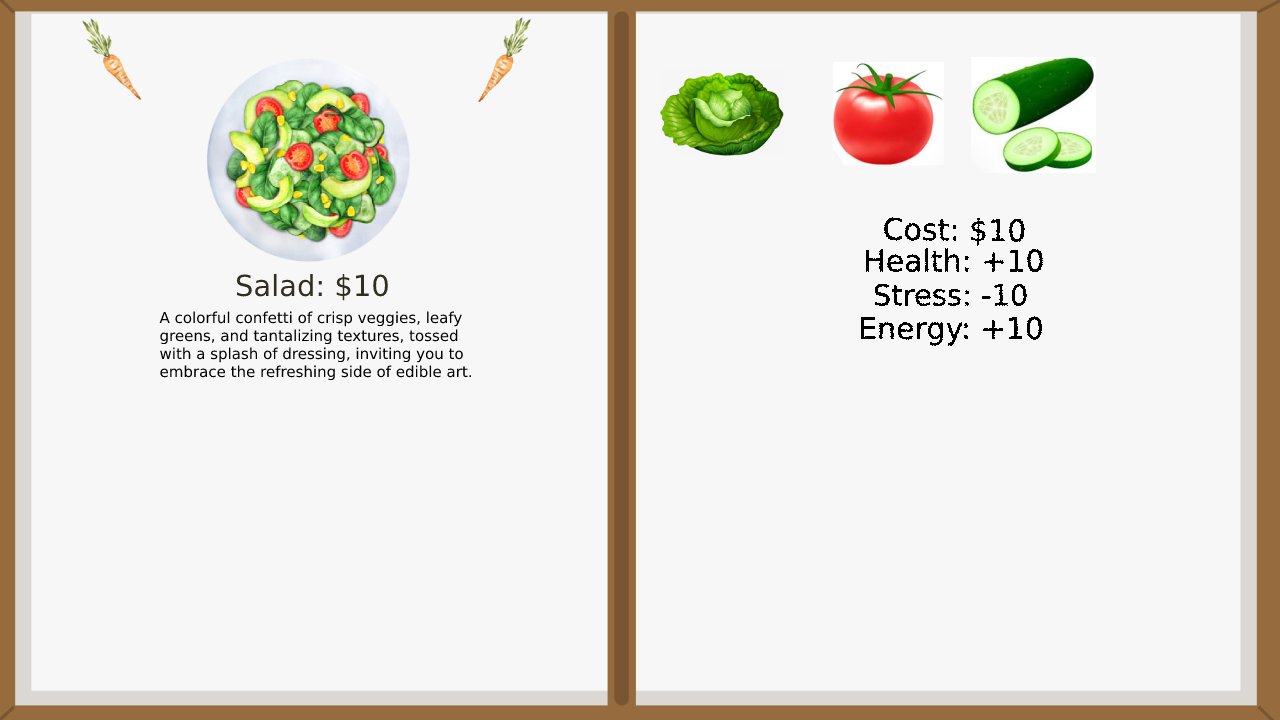 Salad: $10
A colorful confetti of crisp veggies, leafy
greens, and tantalizing textures, tossed
with a splash of dressing, inviting you to
embrace the refreshing side of edible art.
Cost: $10
Health: +10
Stress: -10
Energy: +10